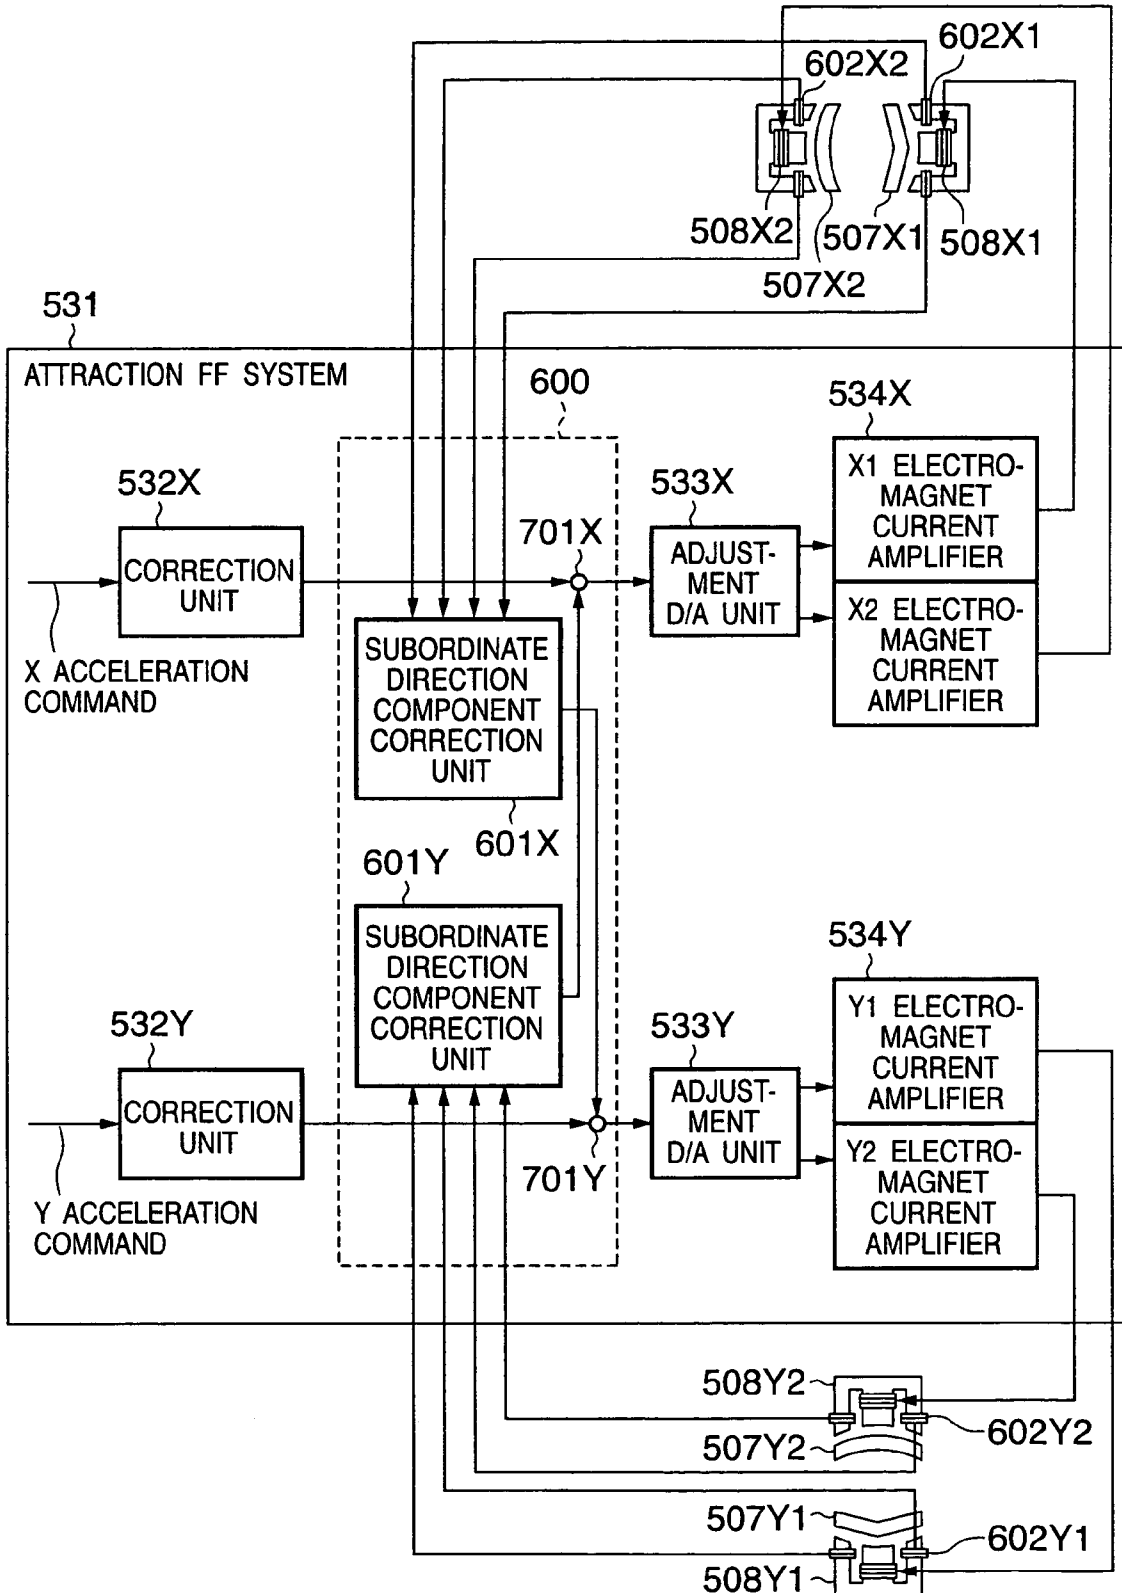 602X1
602X2
508X2
507X1
508X1
507X2
531
ATTRACTION FF SYSTEM
600
534X
X1 ELECTRO-
MAGNET
CURRENT
AMPLIFIER
532X
533X
701X
CORRECTION
UNIT
ADJUST-
MENT
D/A UNIT
X2 ELECTRO-
MAGNET
CURRENT
AMPLIFIER
X ACCELERATION
COMMAND
SUBORDINATE
DIRECTION
COMPONENT
CORRECTION
UNIT
601X
601Y
SUBORDINATE
DIRECTION
COMPONENT
CORRECTION
UNIT
534Y
Y1 ELECTRO-
MAGNET
CURRENT
AMPLIFIER
532Y
533Y
CORRECTION
UNIT
ADJUST-
MENT
D/A UNIT
701Y
Y2 ELECTRO-
MAGNET
CURRENT
AMPLIFIER
Y ACCELERATION
COMMAND
508Y2
602Y2
507Y2
507Y1
602Y1
508Y1